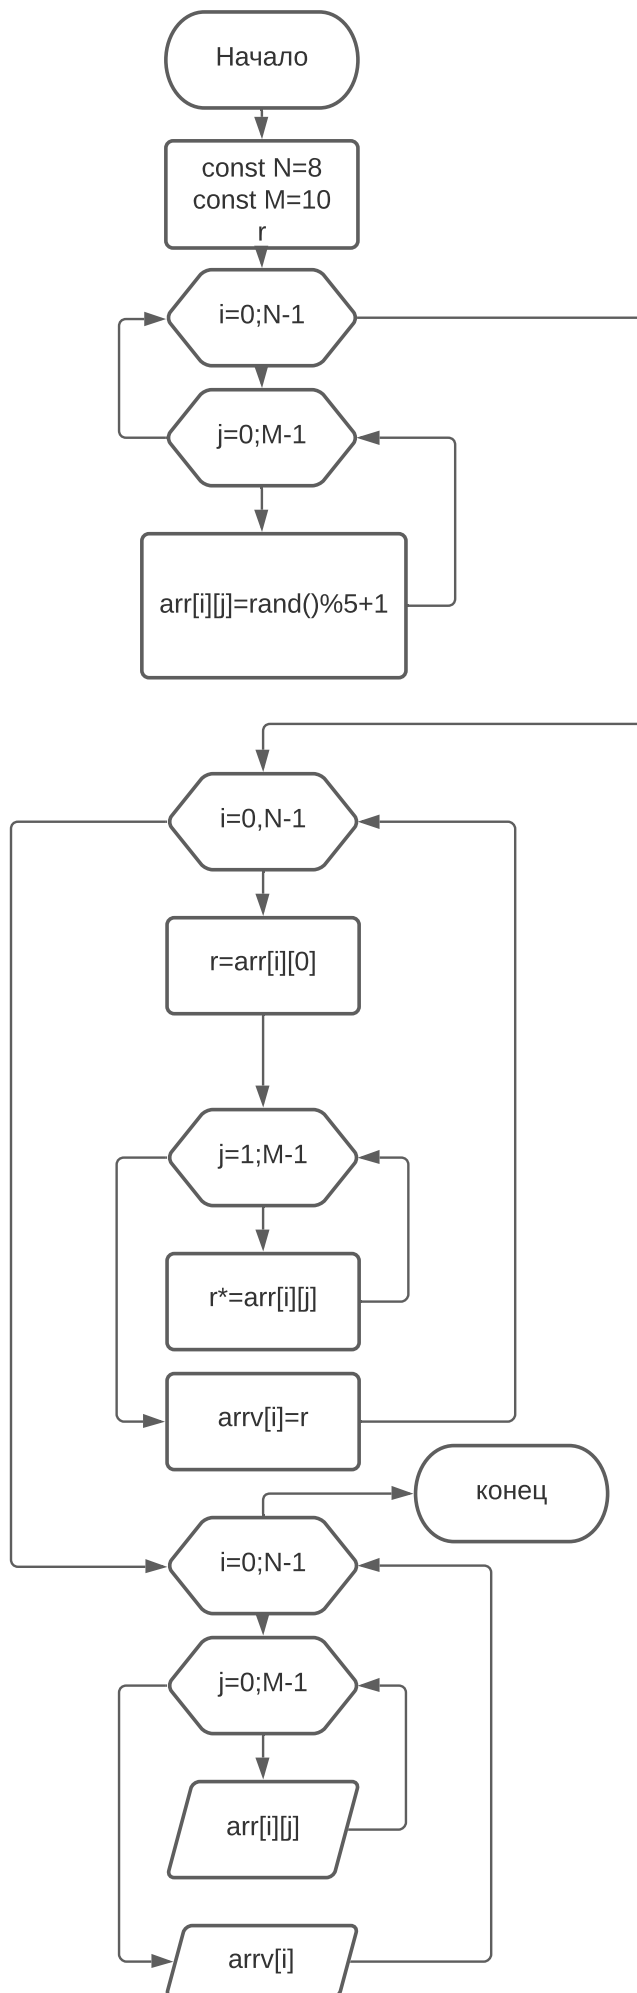 Начало
const N=8
const M=10
r
i=0;N-1
j=0;M-1
arr[i][j]=rand()%5+1
i=0,N-1
r=arr[i][0]
j=1;M-1
r*=arr[i][j]
arrv[i]=r
конец
i=0;N-1
j=0;M-1
arr[i][j]
arrv[i]